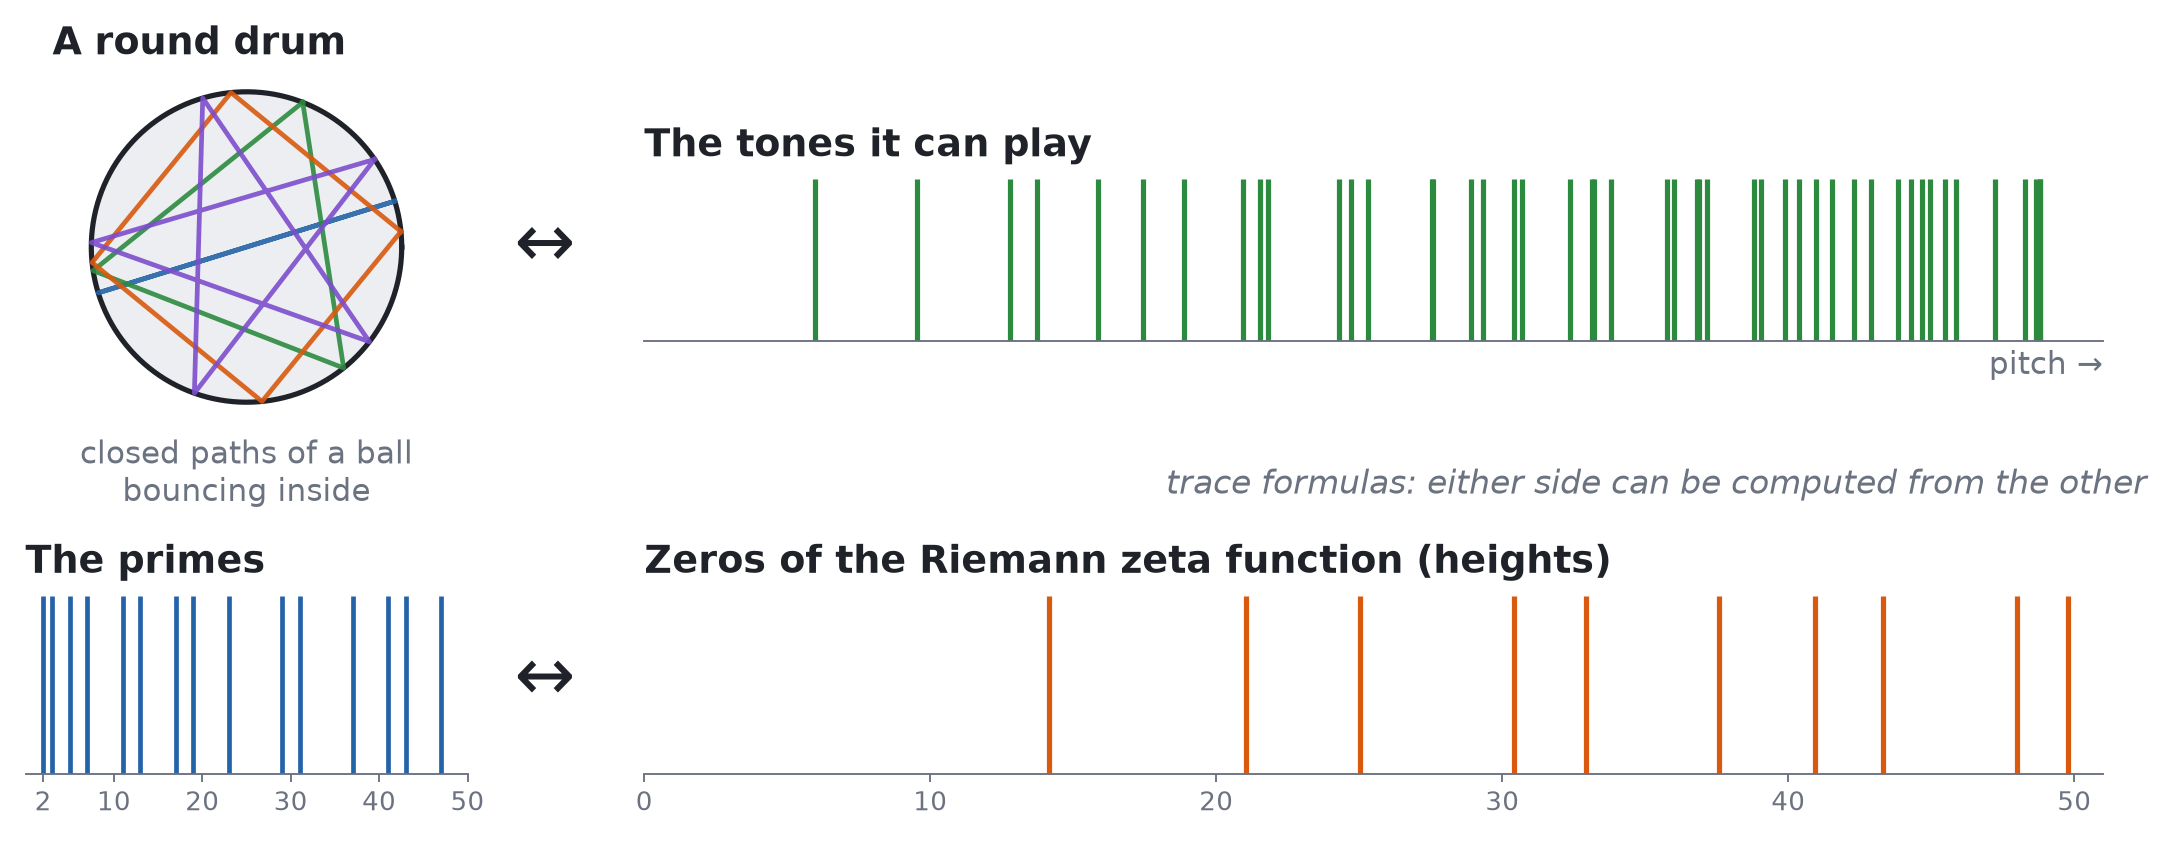 A round drum
The tones it can play
↔
pitch →
closed paths of a ball
bouncing inside
trace formulas: either side can be computed from the other
The primes
Zeros of the Riemann zeta function (heights)
↔
2 10 20 30 40 50
0 10 20 30 40 50